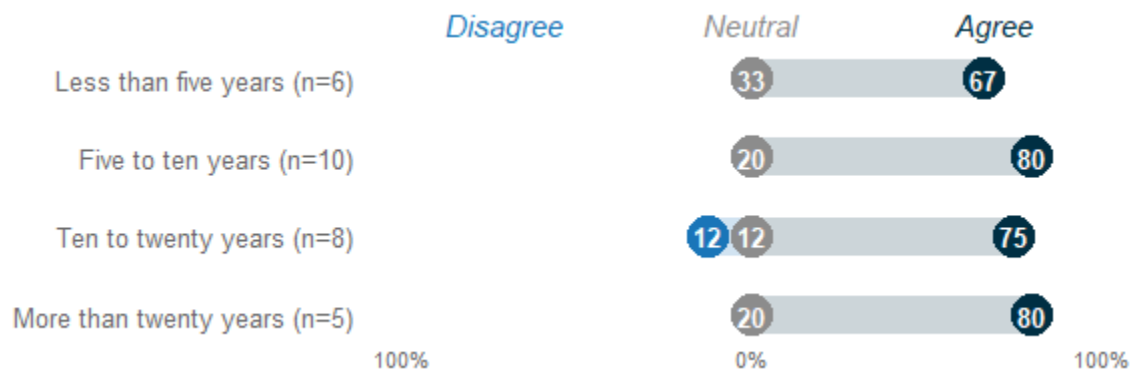 Disagree Neutral Agree
Less than five years (n=6) 33 67
Five to ten years (n=10) 20 80
Ten to twenty years (n=8) 12 12 75
More than twenty years (n=5) 20 80
100% 0% 100%